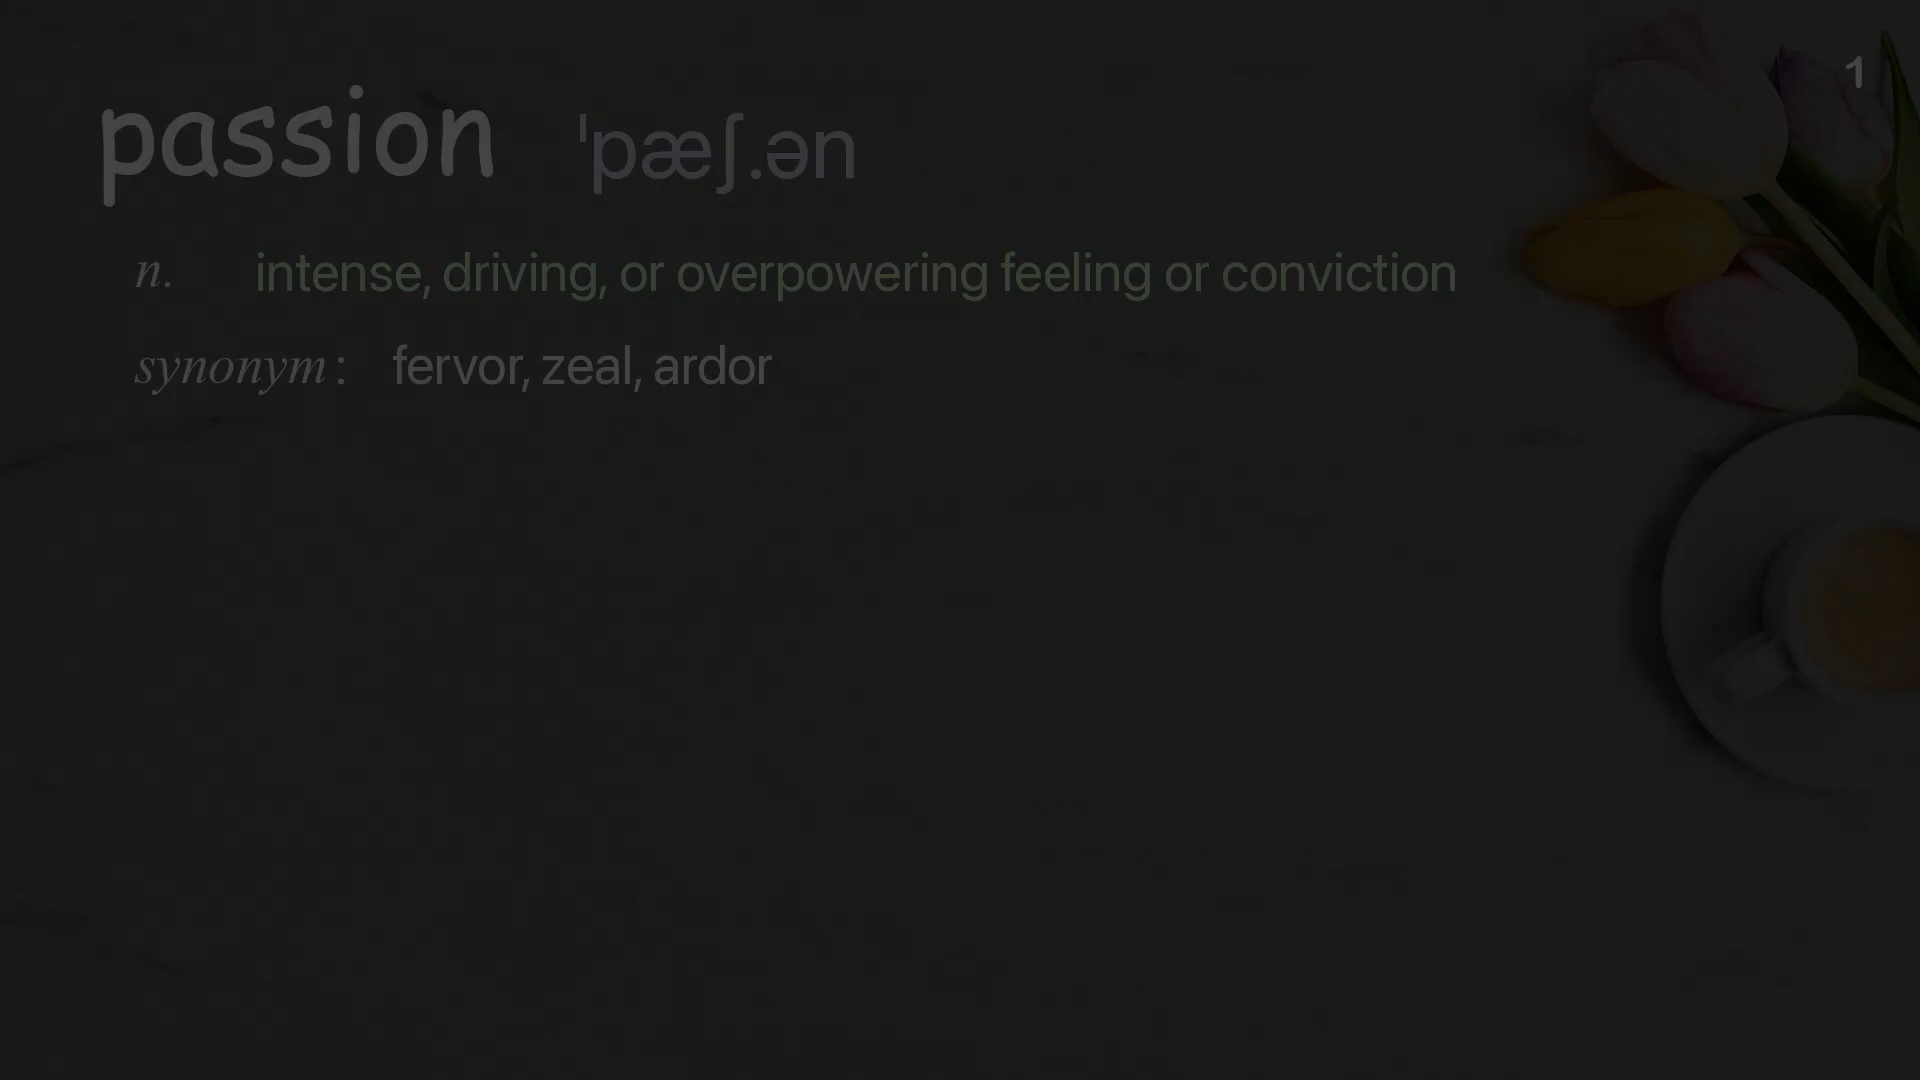 1
passion ˈpæʃ.ən
n. intense, driving, or overpowering feeling or conviction
synonym: fervor, zeal, ardor